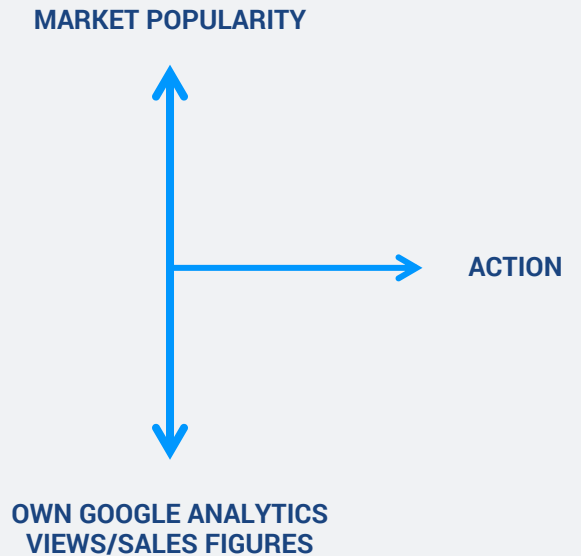 MARKET POPULARITY
ACTION
OWN GOOGLE ANALYTICS
VIEWS/SALES FIGURES